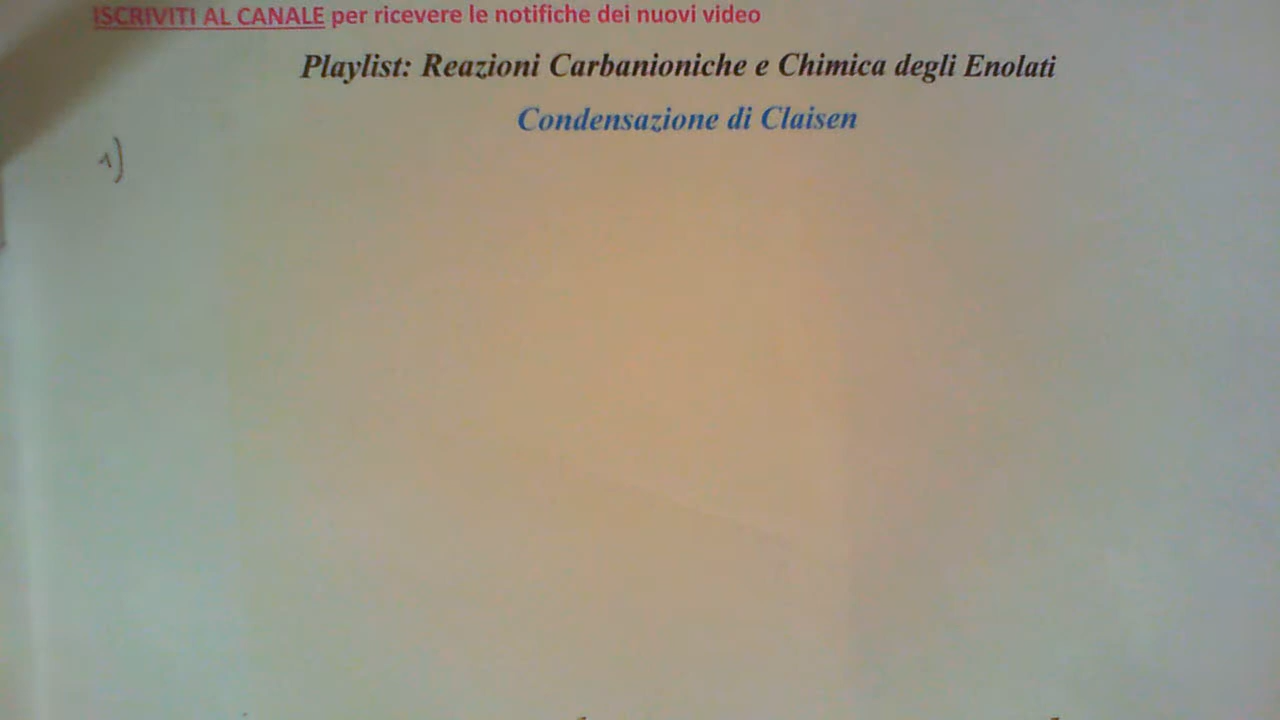 ISCRIVITI AL CANALE per ricevere le notifiche dei nuovi video
Playlist: Reazioni Carbanioniche e Chimica degli Enolati
Condensazione di Claisen
1)